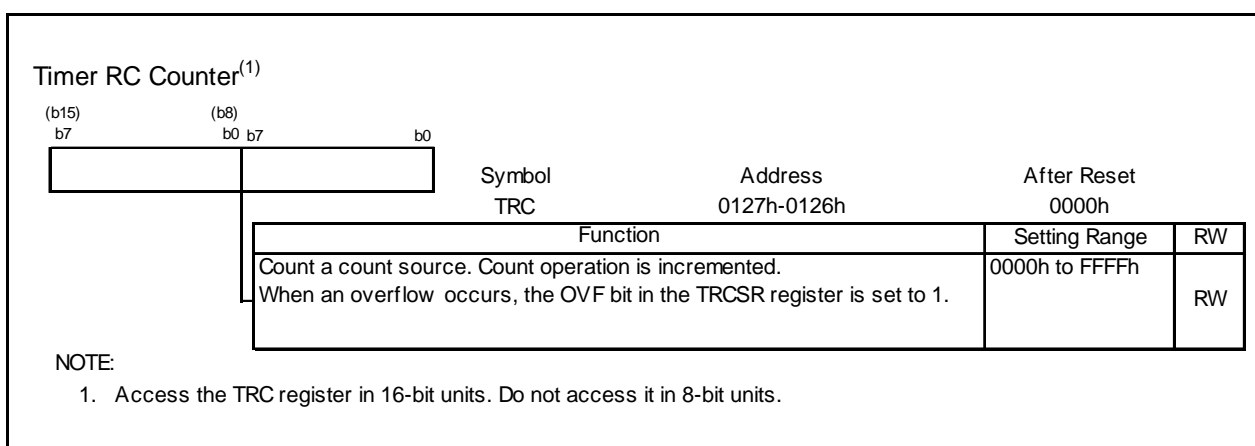 Timer RC Counter(1)
(b15) (b8)
b7 b0 b7 b0
Symbol Address After Reset
TRC 0127h-0126h 0000h
Function Setting Range RW
Count a count source. Count operation is incremented. 0000h to FFFFh
When an overflow occurs, the OVF bit in the TRCSR register is set to 1. RW
NOTE:
1. Access the TRC register in 16-bit units. Do not access it in 8-bit units.